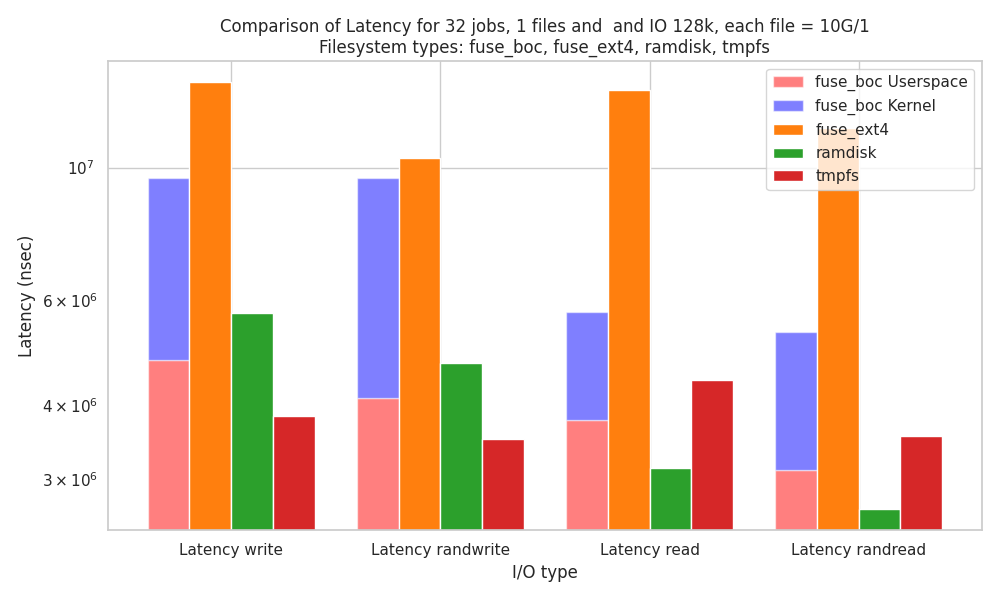 Comparison of Latency for 32 jobs, 1 files and  and IO 128k, each file = 10G/1
Filesystem types: fuse_boc, fuse_ext4, ramdisk, tmpfs
fuse_boc Userspace
fuse_boc Kernel
fuse_ext4
ramdisk
tmpfs
Latency (nsec)
10⁷
6 × 10⁶
4 × 10⁶
3 × 10⁶
Latency write
Latency randwrite
Latency read
Latency randread
I/O type